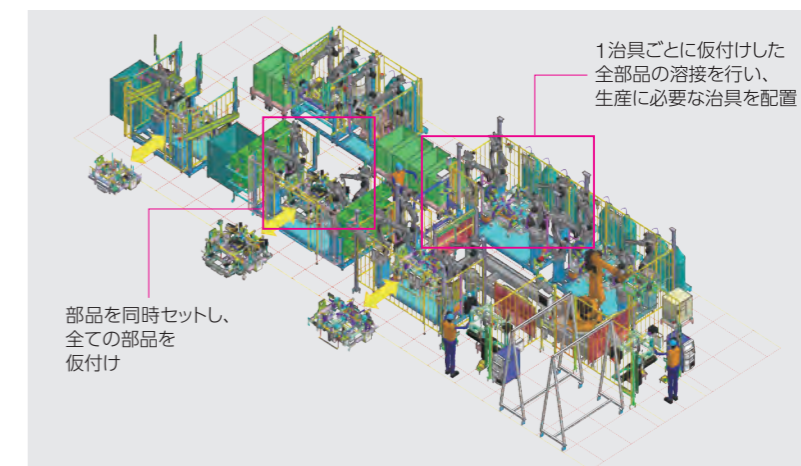 1治具ごとに仮付けした
全部品の溶接を行い、
生産に必要な治具を配置
部品を同時セットし、
全ての部品を
仮付け